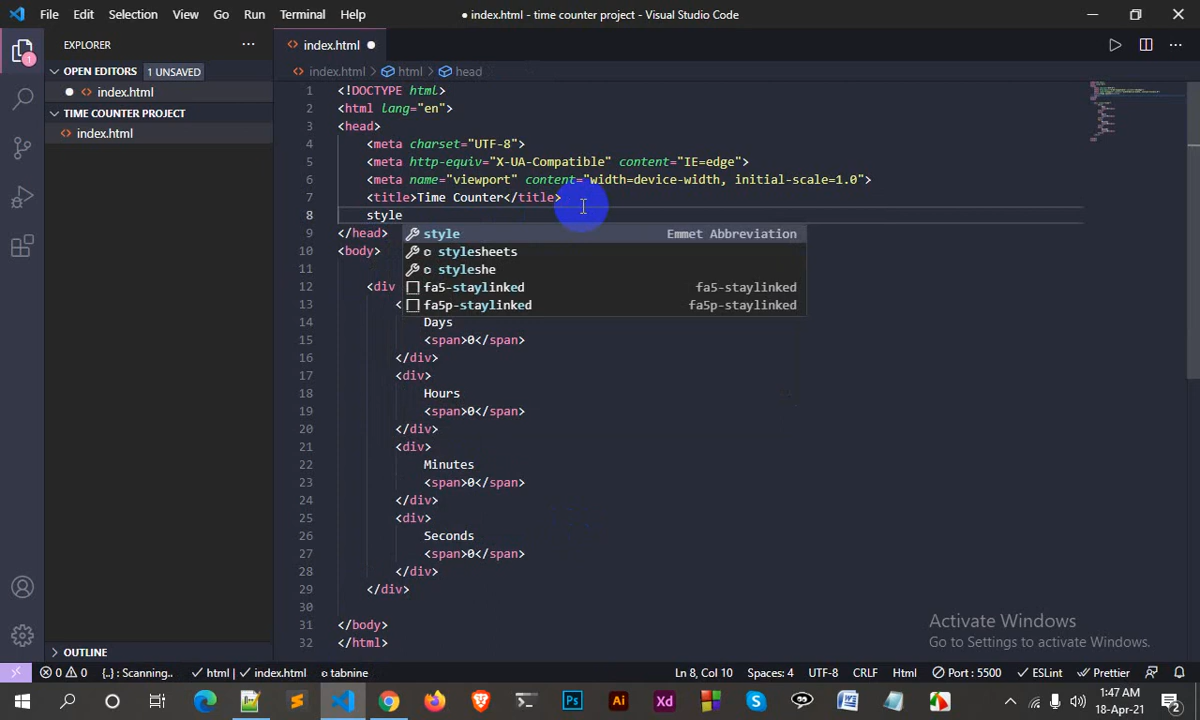 File Edit Selection View Go Run Terminal Help
● index.html - time counter project - Visual Studio Code
EXPLORER
index.html
OPEN EDITORS 1 UNSAVED
index.html > html > head
index.html
TIME COUNTER PROJECT
index.html
1 <!DOCTYPE html>
2 <html lang="en">
3 <head>
4 <meta charset="UTF-8">
5 <meta http-equiv="X-UA-Compatible" content="IE=edge">
6 <meta name="viewport" content="width=device-width, initial-scale=1.0">
7 <title>Time Counter</title>
8 style
9 </head>
style Emmet Abbreviation
10 <body>
stylesheets
11
styleshe
12 <div
fa5-staylinked fa5-staylinked
13 <
fa5p-staylinked fa5p-staylinked
14 Days
15 <span>0</span>
16 </div>
17 <div>
18 Hours
19 <span>0</span>
20 </div>
21 <div>
22 Minutes
23 <span>0</span>
24 </div>
25 <div>
26 Seconds
27 <span>0</span>
28 </div>
29 </div>
30
31 </body>
32 </html>
Activate Windows
Go to Settings to activate Windows.
OUTLINE
0 0 {..} : Scanning.. html | index.html tabnine Ln 8, Col 10 Spaces: 4 UTF-8 CRLF Html Port : 5500 ESLint Prettier
1:47 AM
18-Apr-21
2